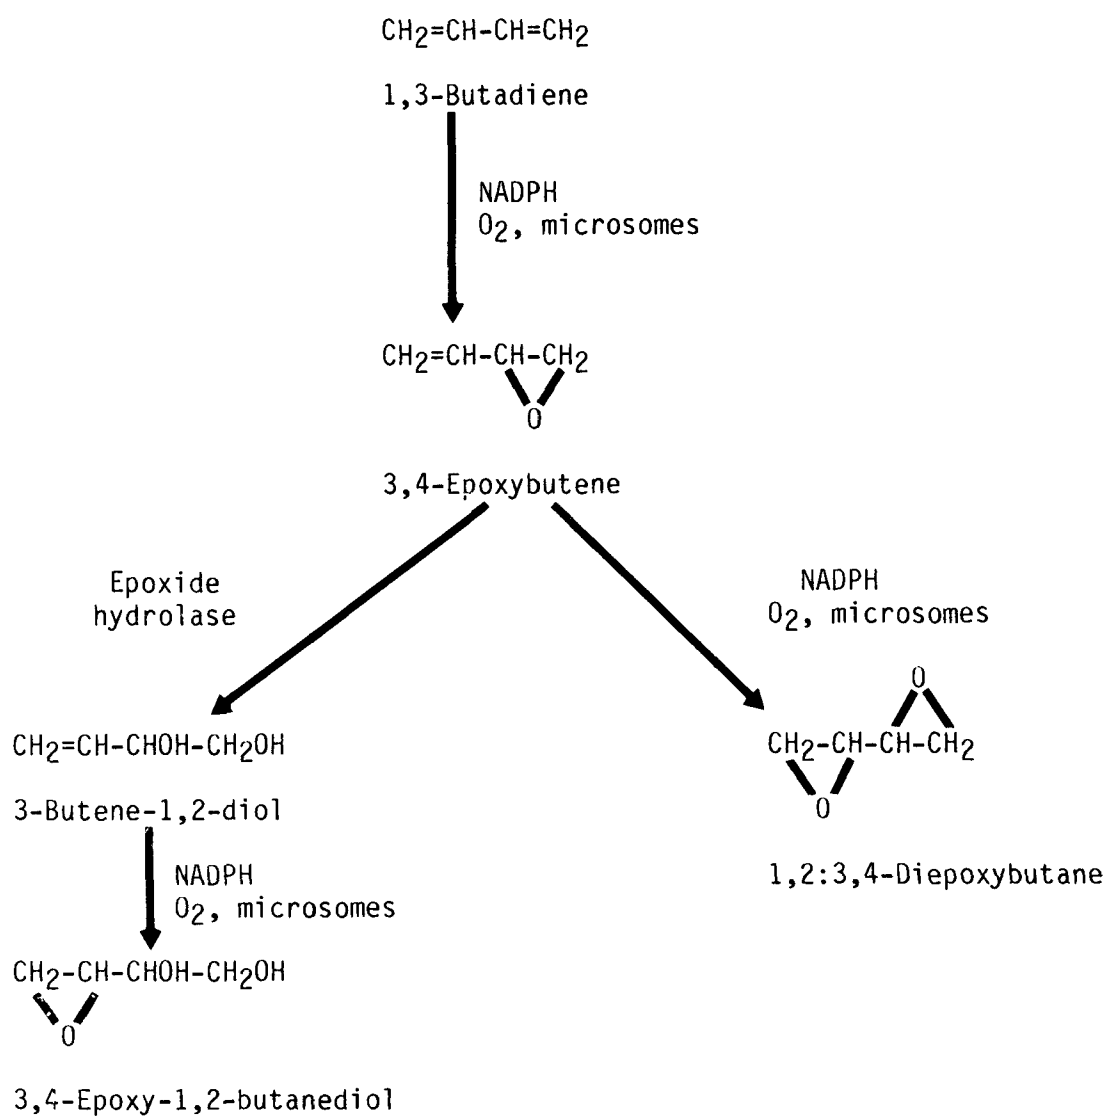 CH2=CH-CH=CH2
1,3-Butadiene
NADPH
O2, microsomes
CH2=CH-CH-CH2
O
3,4-Epoxybutene
Epoxide
hydrolase
NADPH
O2, microsomes
O
CH2=CH-CHOH-CH2OH
CH2-CH-CH-CH2
O
3-Butene-1,2-diol
NADPH
O2, microsomes
1,2:3,4-Diepoxybutane
CH2-CH-CHOH-CH2OH
O
3,4-Epoxy-1,2-butanediol